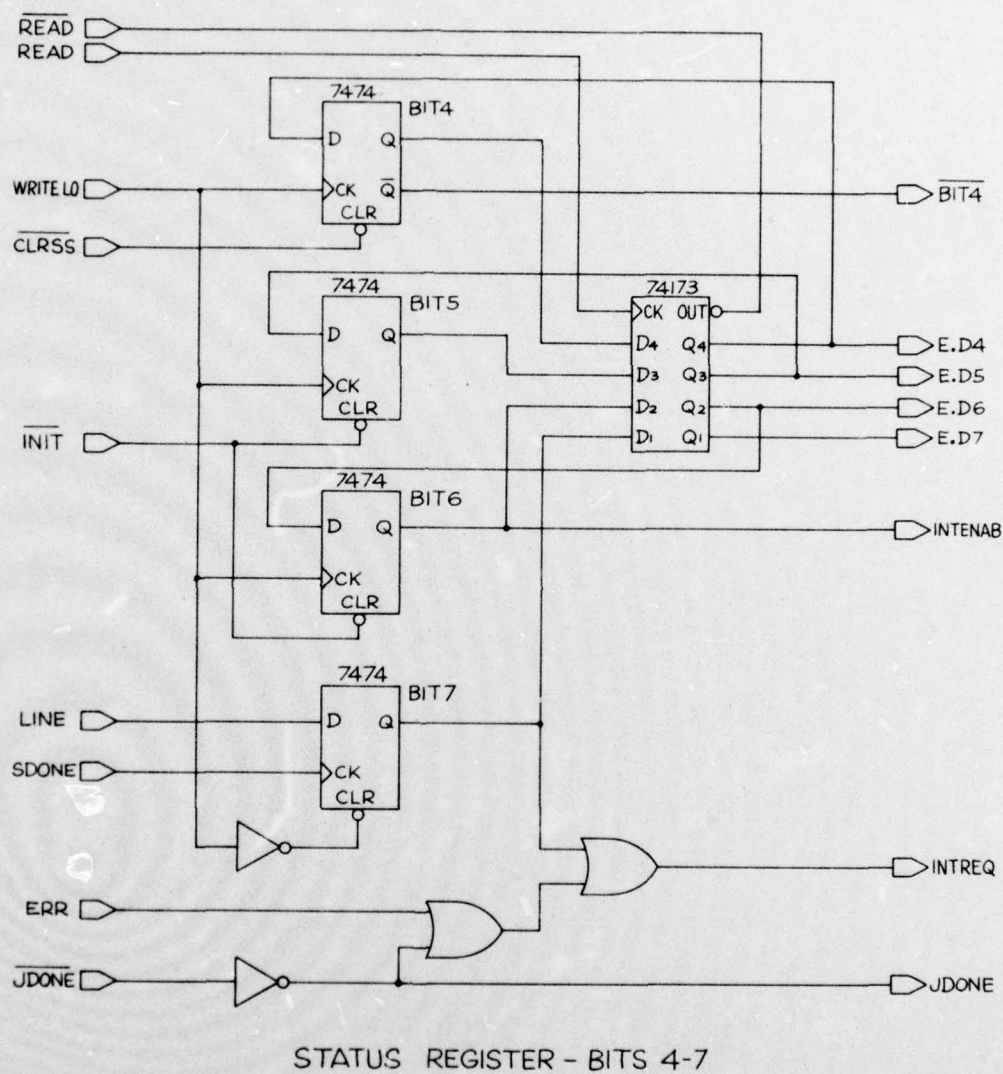 READ
READ
7474
BIT4
D Q
WRITE LO
CK Q
BIT4
CLR
CLRSS
7474
BIT5
74173
D Q
CK OUT
D4 Q4
E.D4
CK
D3 Q3
E.D5
CLR
D2 Q2
E.D6
INIT
D1 Q1
E.D7
7474
BIT6
D Q
INTENAB
CK
CLR
7474
BIT7
LINE
D Q
SDONE
CK
CLR
INTREQ
ERR
JDONE
JDONE
STATUS REGISTER - BITS 4-7